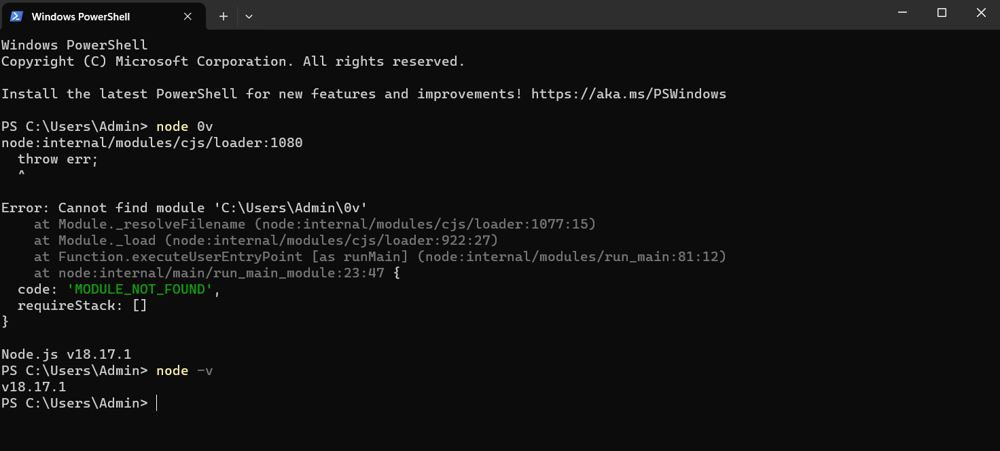 Windows PowerShell
Windows PowerShell
Copyright (C) Microsoft Corporation. All rights reserved.
Install the latest PowerShell for new features and improvements! https://aka.ms/PSWindows
PS C:\Users\Admin> node 0v
node:internal/modules/cjs/loader:1080
  throw err;
  ^
Error: Cannot find module 'C:\Users\Admin\0v'
    at Module._resolveFilename (node:internal/modules/cjs/loader:1077:15)
    at Module._load (node:internal/modules/cjs/loader:922:27)
    at Function.executeUserEntryPoint [as runMain] (node:internal/modules/run_main:81:12)
    at node:internal/main/run_main_module:23:47 {
  code: 'MODULE_NOT_FOUND',
  requireStack: []
}
Node.js v18.17.1
PS C:\Users\Admin> node -v
v18.17.1
PS C:\Users\Admin>